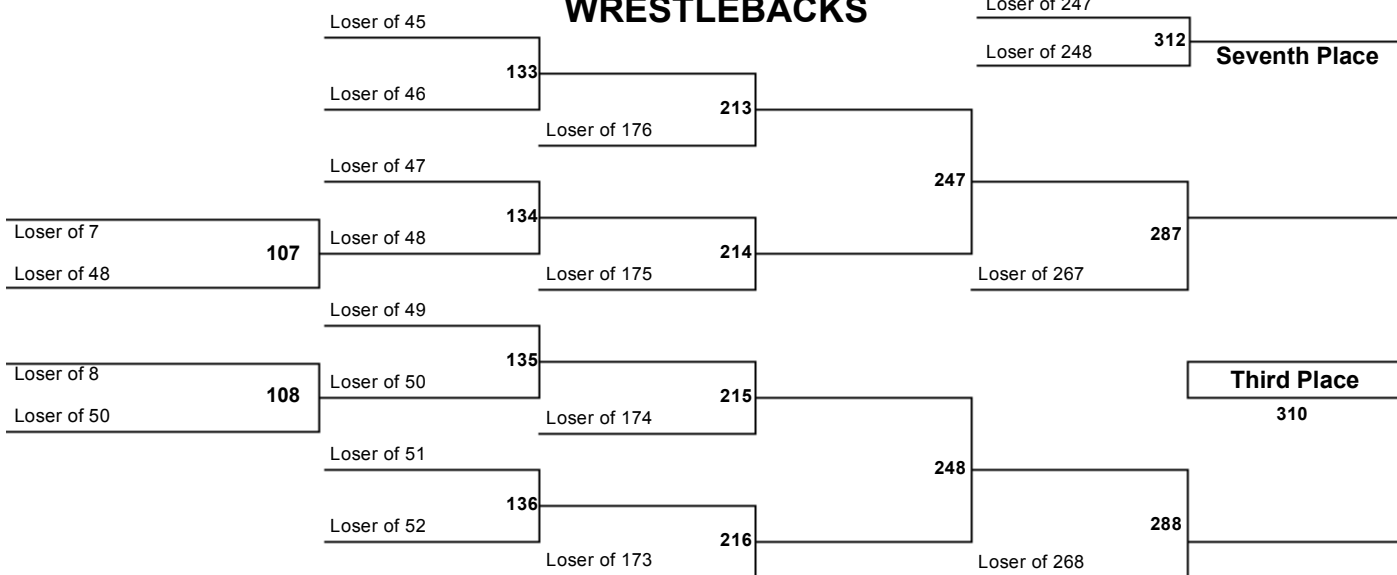 WRESTLEBACKS
Loser of 45
133
Loser of 46
213
Loser of 176
Loser of 47
134
Loser of 48
214
Loser of 175
247
Loser of 7
107
Loser of 48
Loser of 49
135
Loser of 50
215
Loser of 174
Loser of 8
108
Loser of 50
Loser of 51
136
Loser of 52
216
Loser of 173
248
Loser of 247
312
Loser of 248
Seventh Place
287
Loser of 267
Third Place
310
288
Loser of 268